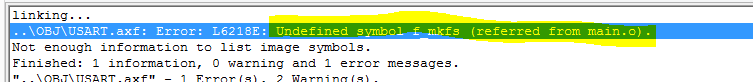 linking...
..\OBJ\USART.axf: Error: L6218E: Undefined symbol f_mkfs (referred from main.o).
Not enough information to list image symbols.
Finished: 1 information, 0 warning and 1 error messages.
"..\OBJ\USART.axf" - 1 Error(s), 2 Warning(s).